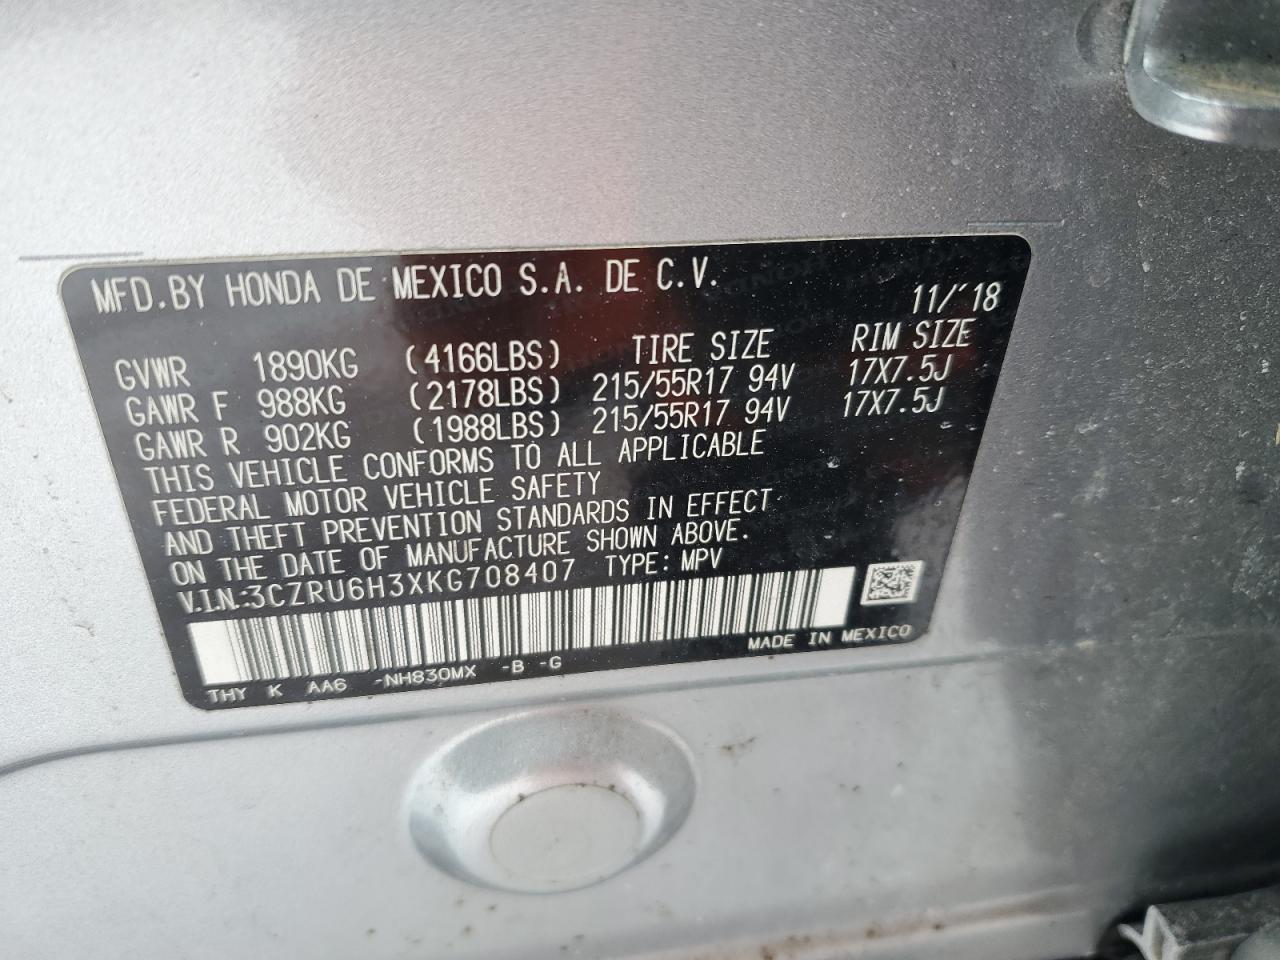 MFD.BY HONDA DE MEXICO S.A. DE C.V.
11/'18
GVWR 1890KG (4166LBS) TIRE SIZE RIM SIZE
GAWR F 988KG (2178LBS) 215/55R17 94V 17X7.5J
GAWR R 902KG (1988LBS) 215/55R17 94V 17X7.5J
THIS VEHICLE CONFORMS TO ALL APPLICABLE
FEDERAL MOTOR VEHICLE SAFETY
AND THEFT PREVENTION STANDARDS IN EFFECT
ON THE DATE OF MANUFACTURE SHOWN ABOVE.
V.I.N.:3CZRU6H3XKG708407 TYPE: MPV
MADE IN MEXICO
THY K AA6 -NH830MX -B -G